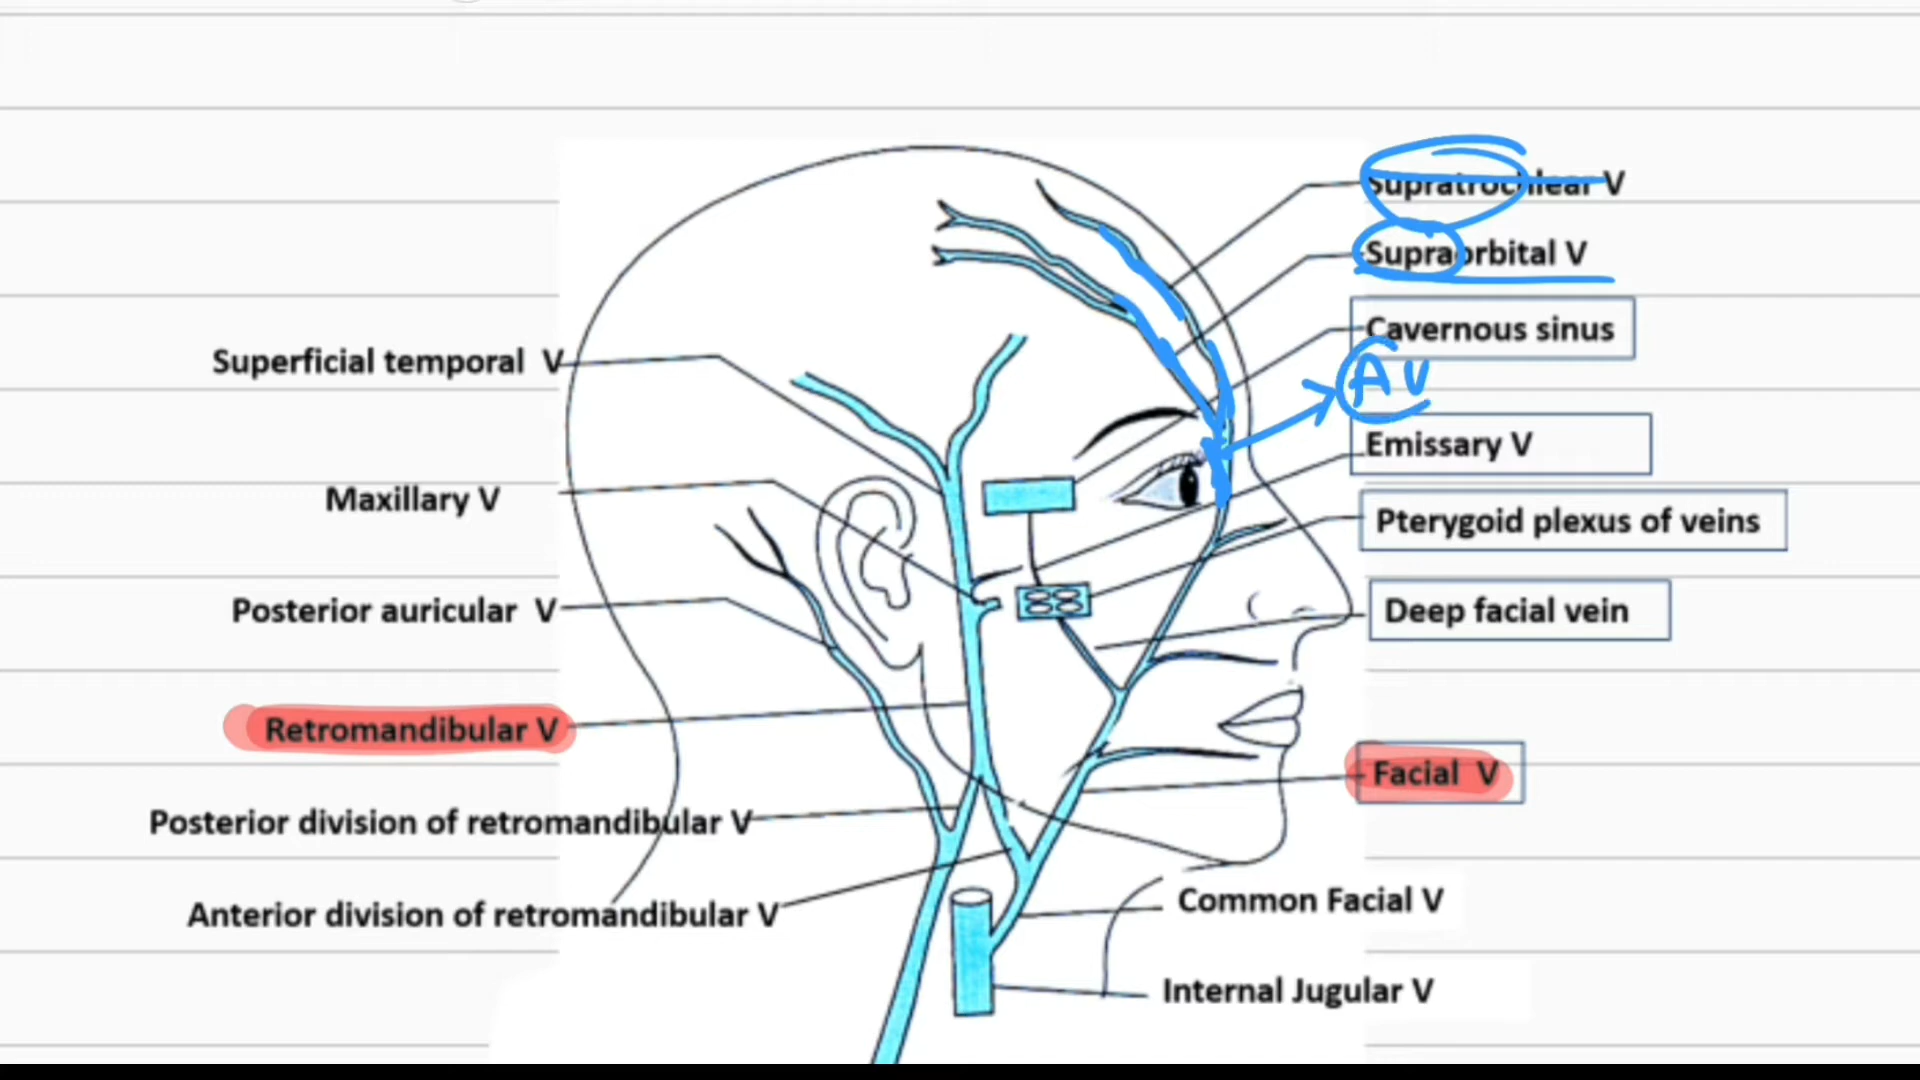 Supratrochlear V
Supraorbital V
Cavernous sinus
AV
Emissary V
Pterygoid plexus of veins
Deep facial vein
Facial V
Common Facial V
Internal Jugular V
Superficial temporal V
Maxillary V
Posterior auricular V
Retromandibular V
Posterior division of retromandibular V
Anterior division of retromandibular V